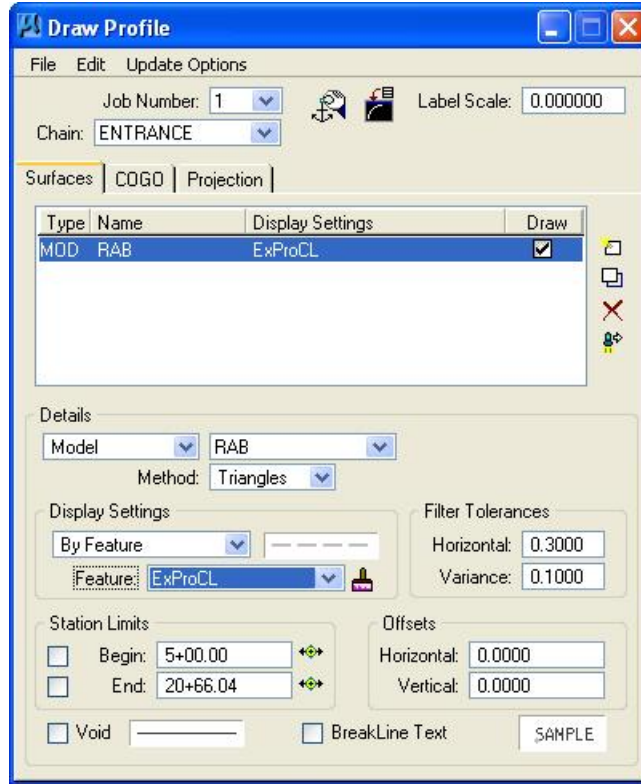 Draw Profile
File Edit Update Options
Job Number: 1 Label Scale: 0.000000
Chain: ENTRANCE
Surfaces COGO Projection
Type Name Display Settings Draw
MOD RAB ExProCL
Details
Model RAB
Method: Triangles
Display Settings Filter Tolerances
By Feature Horizontal: 0.3000
Feature: ExProCL Variance: 0.1000
Station Limits Offsets
Begin: 5+00.00 Horizontal: 0.0000
End: 20+66.04 Vertical: 0.0000
Void BreakLine Text SAMPLE